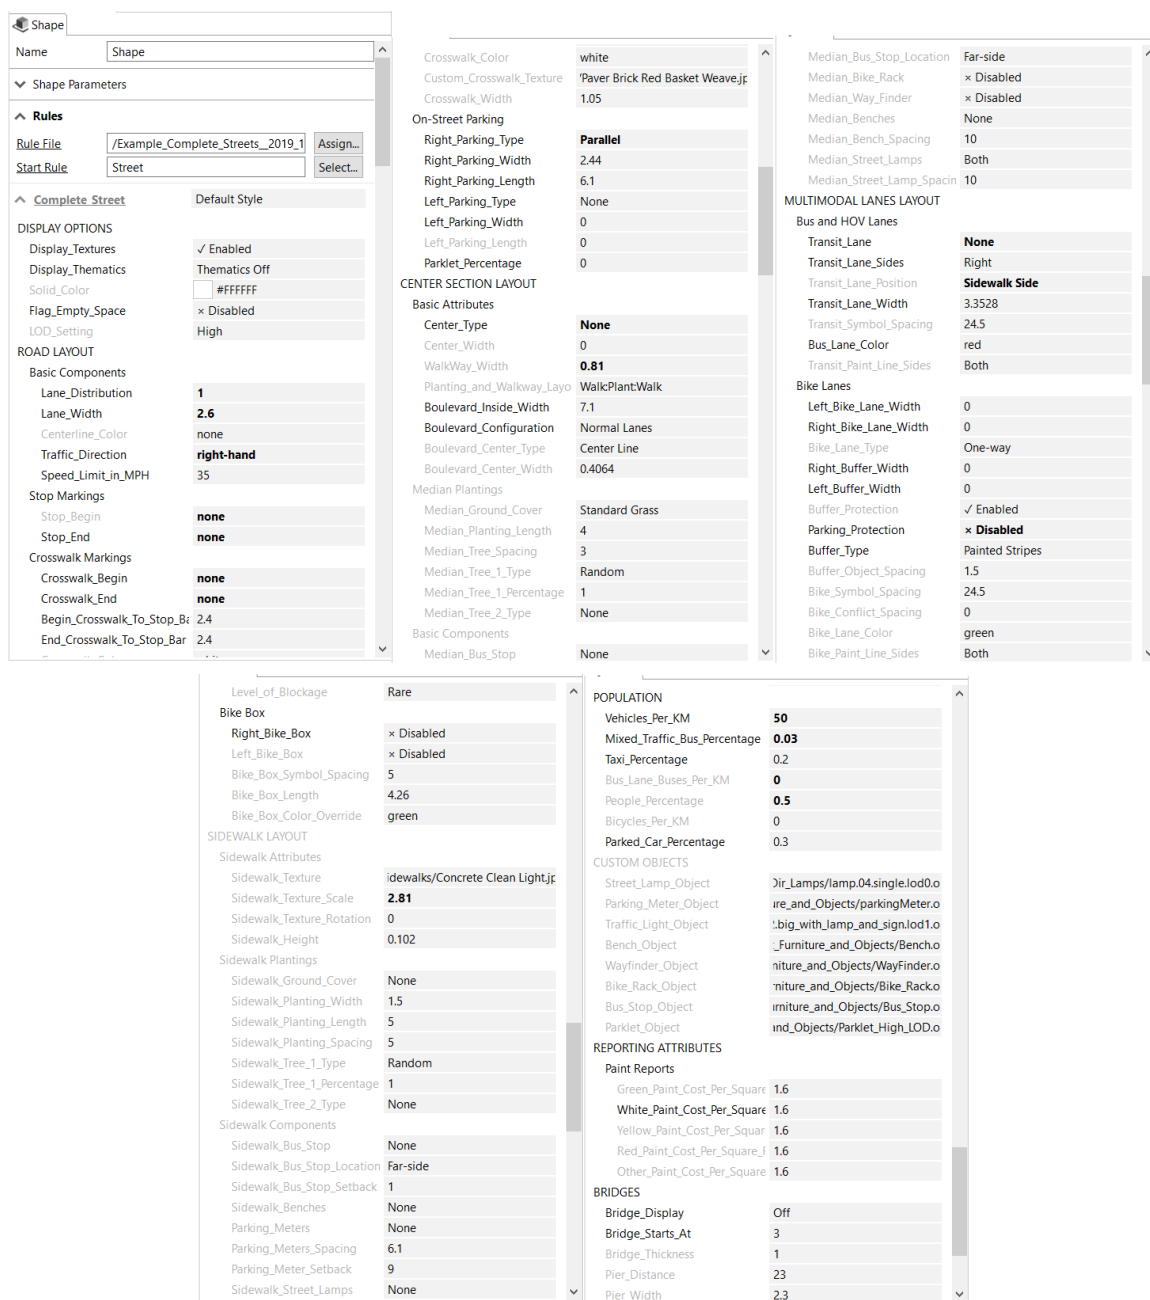 Shape
Name Shape
Shape Parameters
Rules
Rule File /Example_Complete_Streets__2019_1 Assign...
Start Rule Street Select...
Complete Street Default Style
DISPLAY OPTIONS
Display_Textures ✓ Enabled
Display_Thematics Thematics Off
Solid_Color #FFFFFF
Flag_Empty_Space × Disabled
LOD_Setting High
ROAD LAYOUT
Basic Components
Lane_Distribution 1
Lane_Width 2.6
Centerline_Color none
Traffic_Direction right-hand
Speed_Limit_in_MPH 35
Stop Markings
Stop_Begin none
Stop_End none
Crosswalk Markings
Crosswalk_Begin none
Crosswalk_End none
Begin_Crosswalk_To_Stop_Ba 2.4
End_Crosswalk_To_Stop_Bar 2.4
Crosswalk_Color white
Custom_Crosswalk_Texture 'Paver Brick Red Basket Weave.jp
Crosswalk_Width 1.05
On-Street Parking
Right_Parking_Type Parallel
Right_Parking_Width 2.44
Right_Parking_Length 6.1
Left_Parking_Type None
Left_Parking_Width 0
Left_Parking_Length 0
Parklet_Percentage 0
CENTER SECTION LAYOUT
Basic Attributes
Center_Type None
Center_Width 0
WalkWay_Width 0.81
Planting_and_Walkway_Layo Walk:Plant:Walk
Boulevard_Inside_Width 7.1
Boulevard_Configuration Normal Lanes
Boulevard_Center_Type Center Line
Boulevard_Center_Width 0.4064
Median Plantings
Median_Ground_Cover Standard Grass
Median_Planting_Length 4
Median_Tree_Spacing 3
Median_Tree_1_Type Random
Median_Tree_1_Percentage 1
Median_Tree_2_Type None
Basic Components
Median_Bus_Stop None
Median_Bus_Stop_Location Far-side
Median_Bike_Rack × Disabled
Median_Way_Finder × Disabled
Median_Benches None
Median_Bench_Spacing 10
Median_Street_Lamps Both
Median_Street_Lamp_Spacin 10
MULTIMODAL LANES LAYOUT
Bus and HOV Lanes
Transit_Lane None
Transit_Lane_Sides Right
Transit_Lane_Position Sidewalk Side
Transit_Lane_Width 3.3528
Transit_Symbol_Spacing 24.5
Bus_Lane_Color red
Transit_Paint_Line_Sides Both
Bike Lanes
Left_Bike_Lane_Width 0
Right_Bike_Lane_Width 0
Bike_Lane_Type One-way
Right_Buffer_Width 0
Left_Buffer_Width 0
Buffer_Protection ✓ Enabled
Parking_Protection × Disabled
Buffer_Type Painted Stripes
Buffer_Object_Spacing 1.5
Bike_Symbol_Spacing 24.5
Bike_Conflict_Spacing 0
Bike_Lane_Color green
Bike_Paint_Line_Sides Both
Level_of_Blockage Rare
Bike Box
Right_Bike_Box × Disabled
Left_Bike_Box × Disabled
Bike_Box_Symbol_Spacing 5
Bike_Box_Length 4.26
Bike_Box_Color_Override green
SIDEWALK LAYOUT
Sidewalk Attributes
Sidewalk_Texture idewalks/Concrete Clean Light.jp
Sidewalk_Texture_Scale 2.81
Sidewalk_Texture_Rotation 0
Sidewalk_Height 0.102
Sidewalk Plantings
Sidewalk_Ground_Cover None
Sidewalk_Planting_Width 1.5
Sidewalk_Planting_Length 5
Sidewalk_Planting_Spacing 5
Sidewalk_Tree_1_Type Random
Sidewalk_Tree_1_Percentage 1
Sidewalk_Tree_2_Type None
Sidewalk Components
Sidewalk_Bus_Stop None
Sidewalk_Bus_Stop_Location Far-side
Sidewalk_Bus_Stop_Setback 1
Sidewalk_Benches None
Parking_Meters None
Parking_Meters_Spacing 6.1
Parking_Meter_Setback 9
Sidewalk_Street_Lamps None
POPULATION
Vehicles_Per_KM 50
Mixed_Traffic_Bus_Percentage 0.03
Taxi_Percentage 0.2
Bus_Lane_Buses_Per_KM 0
People_Percentage 0.5
Bicycles_Per_KM 0
Parked_Car_Percentage 0.3
CUSTOM OBJECTS
Street_Lamp_Object Dir_Lamps/lamp.04.single.lod0.o
Parking_Meter_Object ure_and_Objects/parkingMeter.o
Traffic_Light_Object .big_with_lamp_and_sign.lod1.o
Bench_Object _Furniture_and_Objects/Bench.o
Wayfinder_Object niture_and_Objects/WayFinder.o
Bike_Rack_Object rniture_and_Objects/Bike_Rack.o
Bus_Stop_Object urniture_and_Objects/Bus_Stop.o
Parklet_Object and_Objects/Parklet_High_LOD.o
REPORTING ATTRIBUTES
Paint Reports
Green_Paint_Cost_Per_Square 1.6
White_Paint_Cost_Per_Square 1.6
Yellow_Paint_Cost_Per_Squar 1.6
Red_Paint_Cost_Per_Square_F 1.6
Other_Paint_Cost_Per_Square 1.6
BRIDGES
Bridge_Display Off
Bridge_Starts_At 3
Bridge_Thickness 1
Pier_Distance 23
Pier_Width 2.3